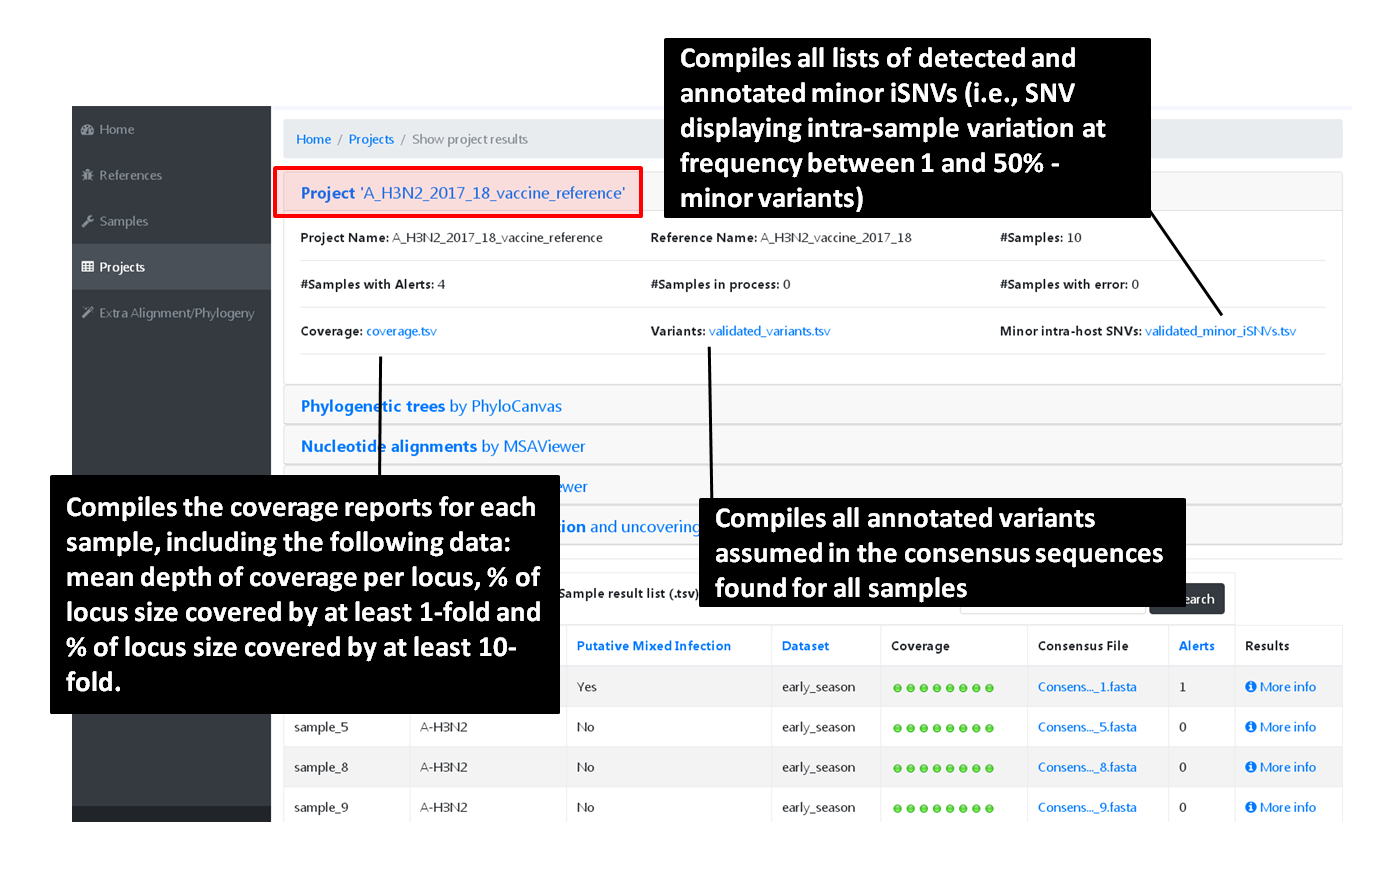 Compiles all lists of detected and
annotated minor iSNVs (i.e., SNV
displaying intra-sample variation at
frequency between 1 and 50% -
minor variants)
Home
References
Samples
Projects
Extra Alignment/Phylogeny
Home / Projects / Show project results
Project 'A_H3N2_2017_18_vaccine_reference'
Project Name: A_H3N2_2017_18_vaccine_reference Reference Name: A_H3N2_vaccine_2017_18 #Samples: 10
#Samples with Alerts: 4 #Samples in process: 0 #Samples with error: 0
Coverage: coverage.tsv Variants: validated_variants.tsv Minor intra-host SNVs: validated_minor_iSNVs.tsv
Phylogenetic trees by PhyloCanvas
Nucleotide alignments by MSAViewer
Compiles the coverage reports for each
sample, including the following data:
mean depth of coverage per locus, % of
locus size covered by at least 1-fold and
% of locus size covered by at least 10-
fold.
and uncovering
Compiles all annotated variants
assumed in the consensus sequences
found for all samples
Sample result list (.tsv)
Putative Mixed Infection Dataset Coverage Consensus File Alerts Results
Yes early_season Consens..._1.fasta 1 More info
sample_5 A-H3N2 No early_season Consens..._5.fasta 0 More info
sample_8 A-H3N2 No early_season Consens..._8.fasta 0 More info
sample_9 A-H3N2 No early_season Consens..._9.fasta 0 More info